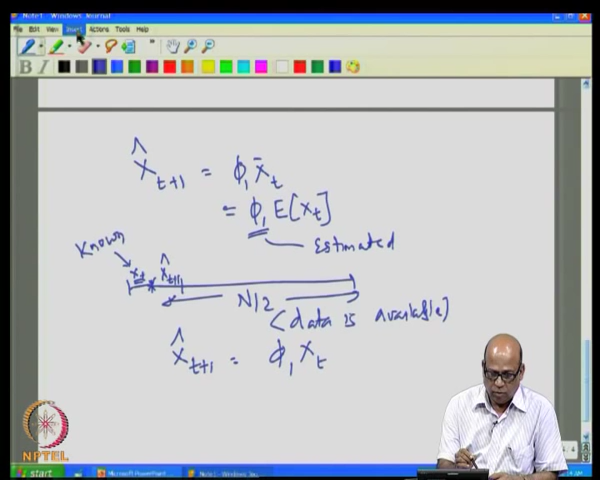 Note1 - Windows Journal
File Edit View Insert Actions Tools Help
B I
X̂ₜ₊₁ = ϕ₁ X̄ₜ
= ϕ₁ E[Xₜ]
Estimated
Known
Xₜ X̂ₜ₊₁
N/2
(data is available)
X̂ₜ₊₁ = ϕ₁ Xₜ
NPTEL
start Microsoft PowerPoint Note1 - Windows Jou...